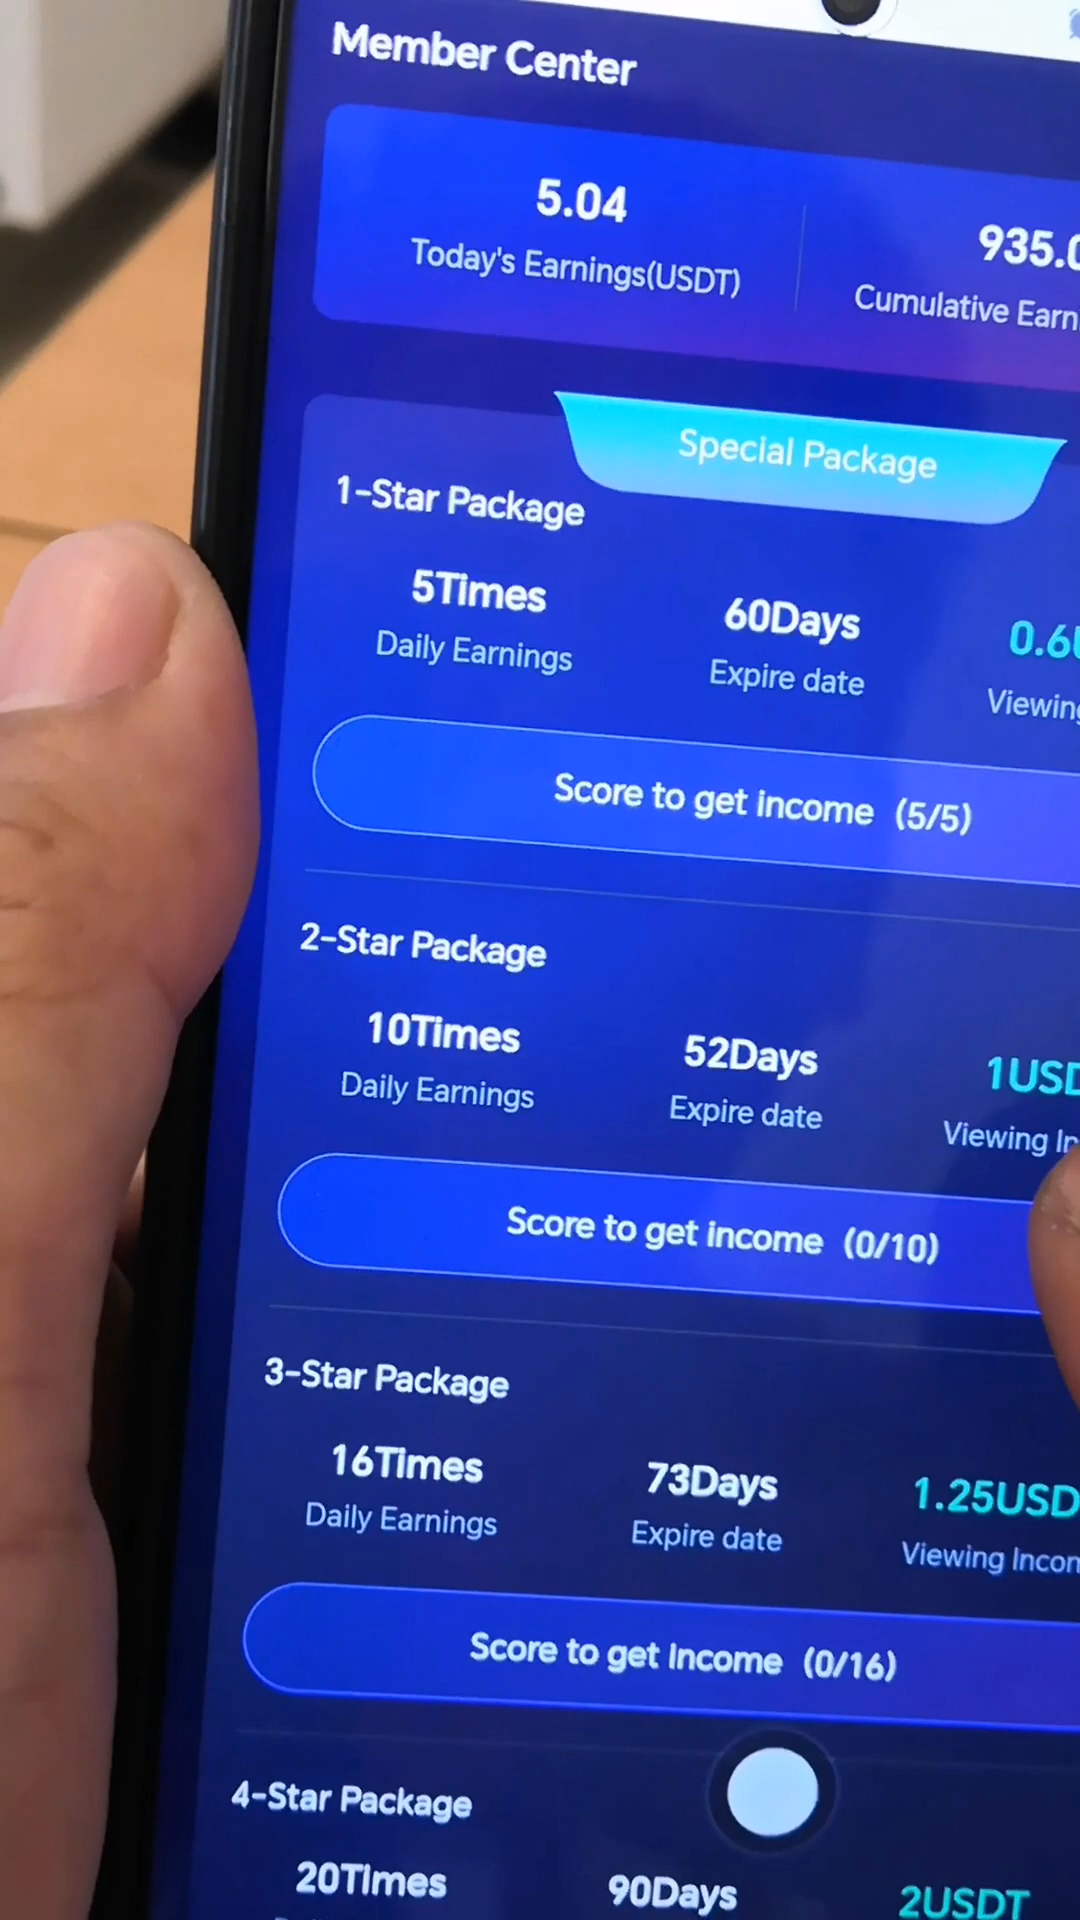 Member Center
5.04
Today's Earnings(USDT)
935.0
Cumulative Earn
Special Package
1-Star Package
5Times
Daily Earnings
60Days
Expire date
0.6U
Viewing
Score to get income (5/5)
2-Star Package
10Times
Daily Earnings
52Days
Expire date
1USD
Viewing In
Score to get income (0/10)
3-Star Package
16Times
Daily Earnings
73Days
Expire date
1.25USD
Viewing Incom
Score to get Income (0/16)
4-Star Package
20Times
90Days
2USDT